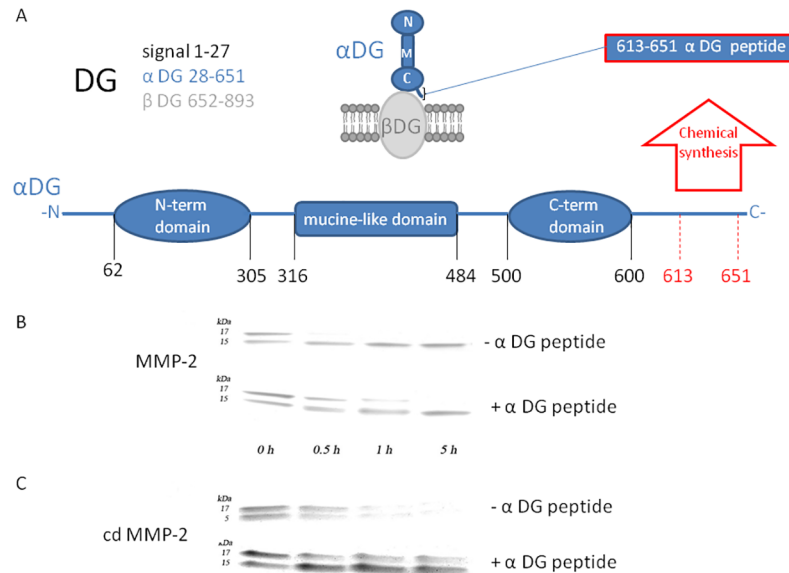 A
DG
signal 1-27
α DG 28-651
β DG 652-893
αDG
N
M
C
}
βDG
613-651 α DG peptide
Chemical
synthesis
αDG
-N
N-term
domain
mucine-like domain
C-term
domain
C-
62
305
316
484
500
600
613
651
B
MMP-2
kDa
17
15
- α DG peptide
kDa
17
15
+ α DG peptide
0 h 0.5 h 1 h 5 h
C
cd MMP-2
kDa
17
5
- α DG peptide
kDa
17
15
+ α DG peptide